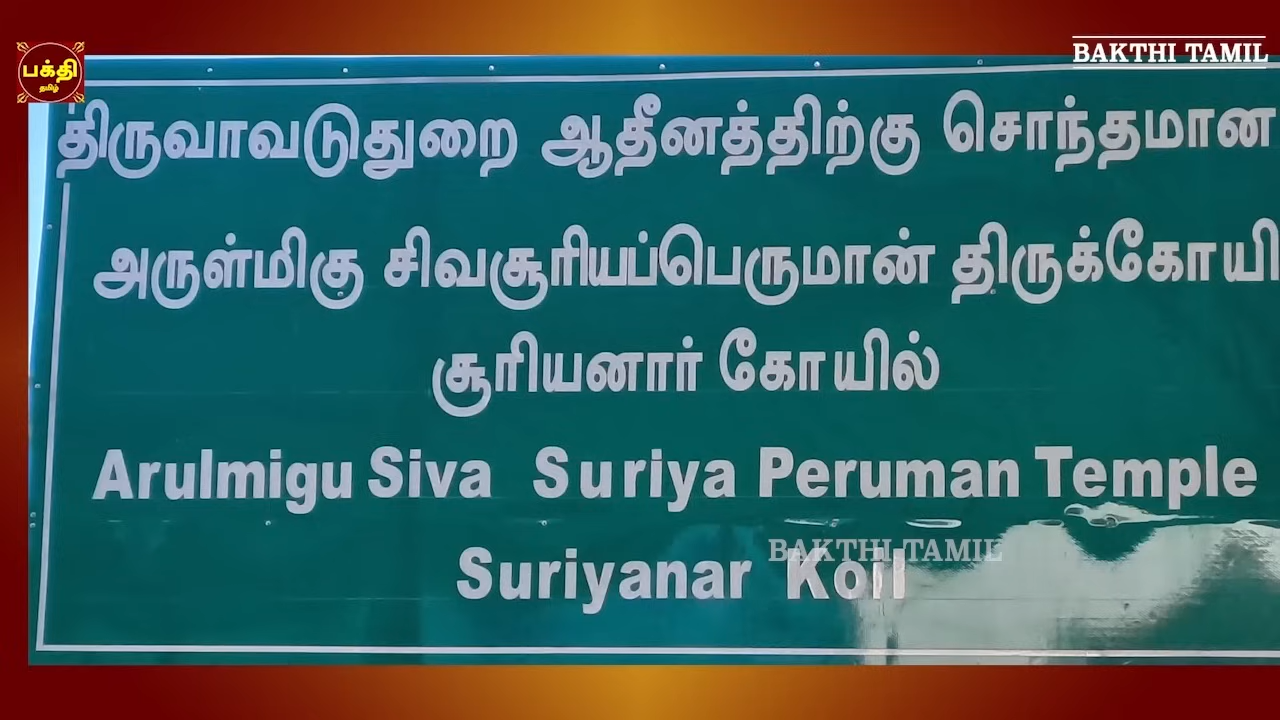 BAKTHI TAMIL
பக்தி
தமிழ்
திருவாவடுதுறை ஆதீனத்திற்கு சொந்தமான
அருள்மிகு சிவசூரியப்பெருமான் திருக்கோயி
சூரியனார் கோயில்
Arulmigu Siva Suriya Peruman Temple
BAKTHI TAMIL
Suriyanar Koil